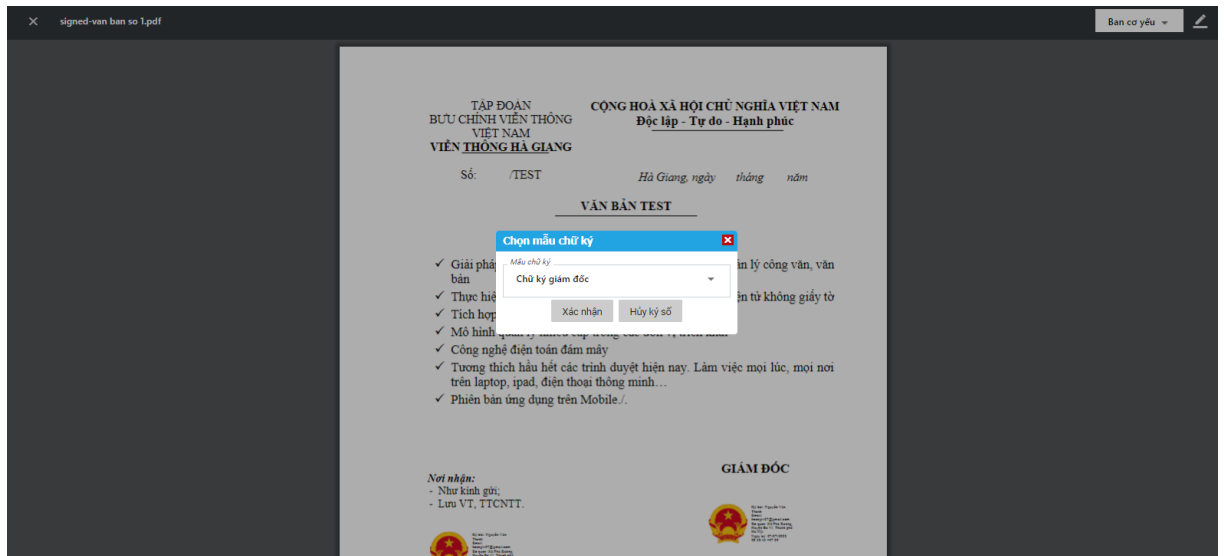 signed-van ban so 1.pdf
Ban cơ yếu
TẬP ĐOÀN
BƯU CHÍNH VIỄN THÔNG
VIỆT NAM
VIỄN THÔNG HÀ GIANG
CỘNG HOÀ XÃ HỘI CHỦ NGHĨA VIỆT NAM
Độc lập - Tự do - Hạnh phúc
Số: /TEST
Hà Giang, ngày tháng năm
VĂN BẢN TEST
Chọn mẫu chữ ký
Mẫu chữ ký
Chữ ký giám đốc
Xác nhận
Hủy ký số
✓ Giải phá ản lý công văn, văn
bản
✓ Thực hiệ ện tử không giấy tờ
✓ Tích hợp
✓ Mô hình
✓ Công nghệ điện toán đám mây
✓ Tương thích hầu hết các trình duyệt hiện nay. Làm việc mọi lúc, mọi nơi
trên laptop, ipad, điện thoại thông minh…
✓ Phiên bản ứng dụng trên Mobile./.
Nơi nhận:
- Như kính gửi;
- Lưu VT, TTCNTT.
GIÁM ĐỐC